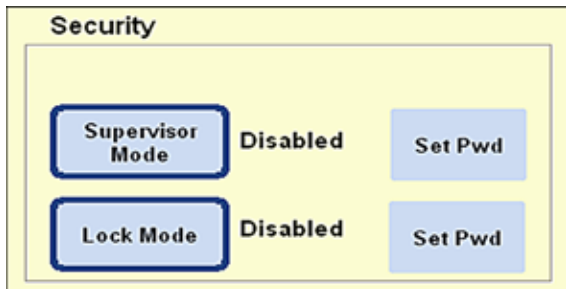 Security
Supervisor
Mode
Disabled
Set Pwd
Lock Mode
Disabled
Set Pwd